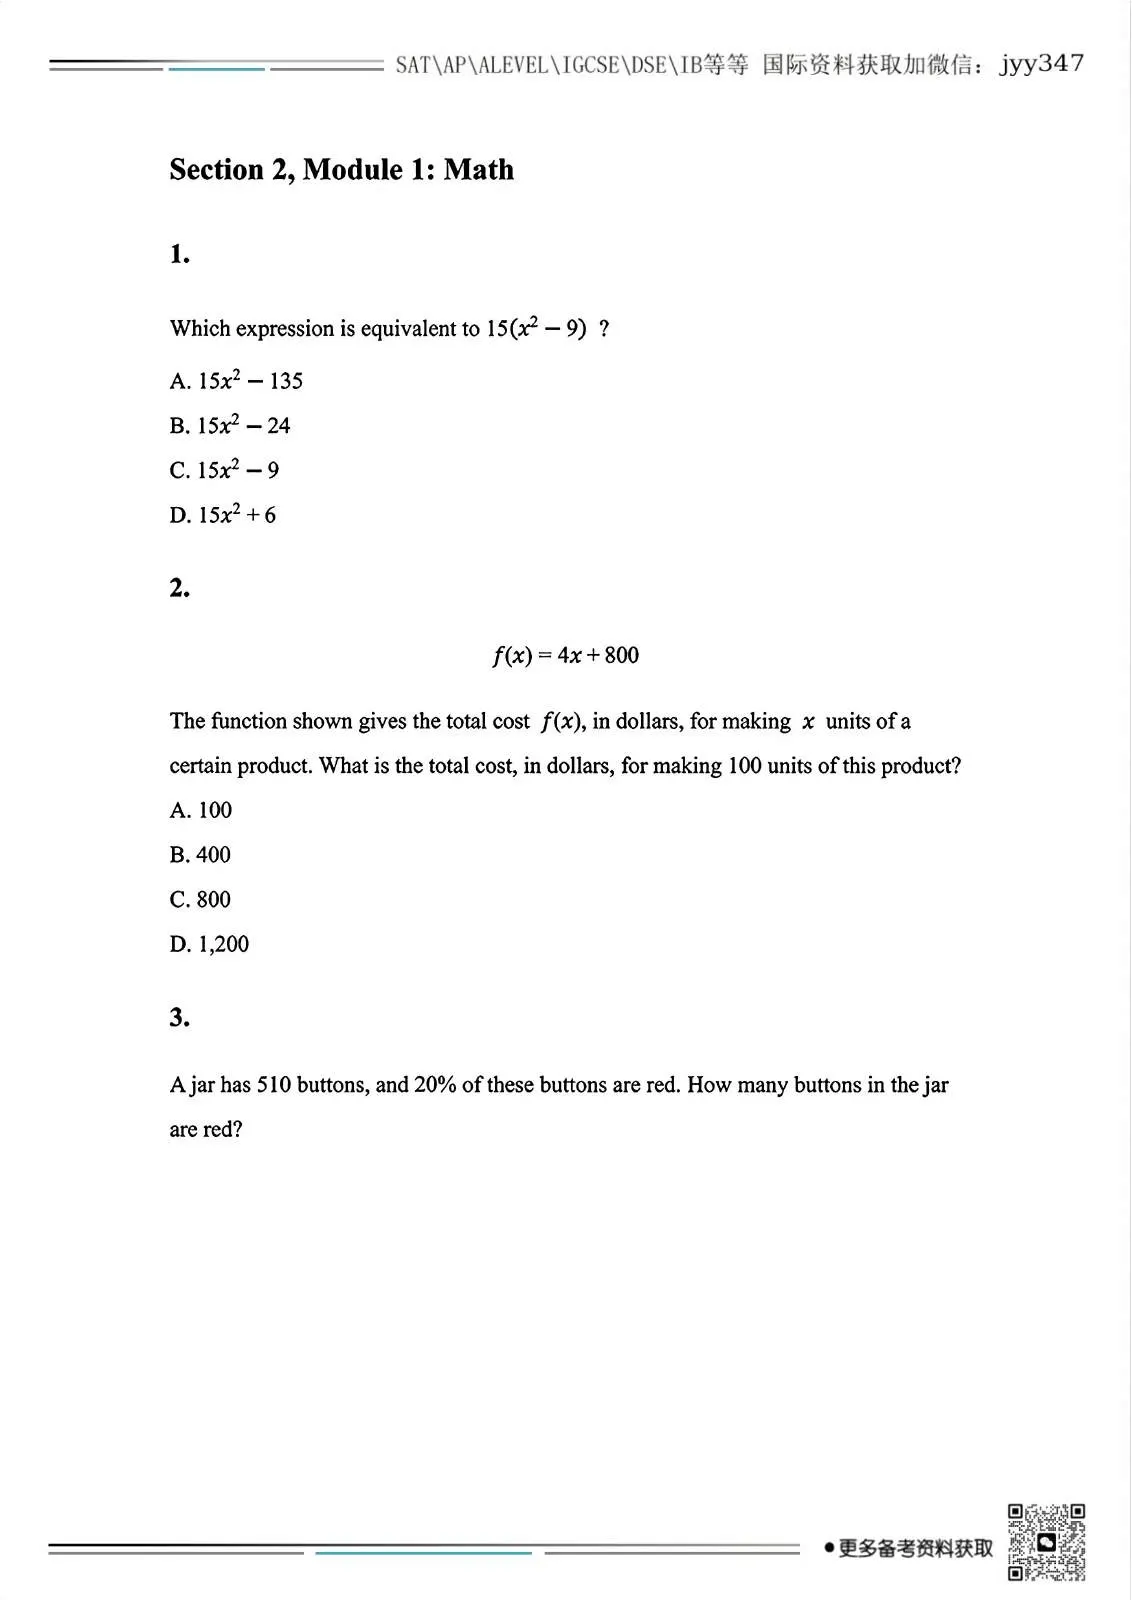 SAT\AP\ALEVEL\IGCSE\DSE\IB等等 国际资料获取加微信：jyy347
Section 2, Module 1: Math
1.
Which expression is equivalent to 15(x² − 9) ?
A. 15x² − 135
B. 15x² − 24
C. 15x² − 9
D. 15x² + 6
2.
f(x) = 4x + 800
The function shown gives the total cost f(x), in dollars, for making x units of a
certain product. What is the total cost, in dollars, for making 100 units of this product?
A. 100
B. 400
C. 800
D. 1,200
3.
A jar has 510 buttons, and 20% of these buttons are red. How many buttons in the jar
are red?
●更多备考资料获取